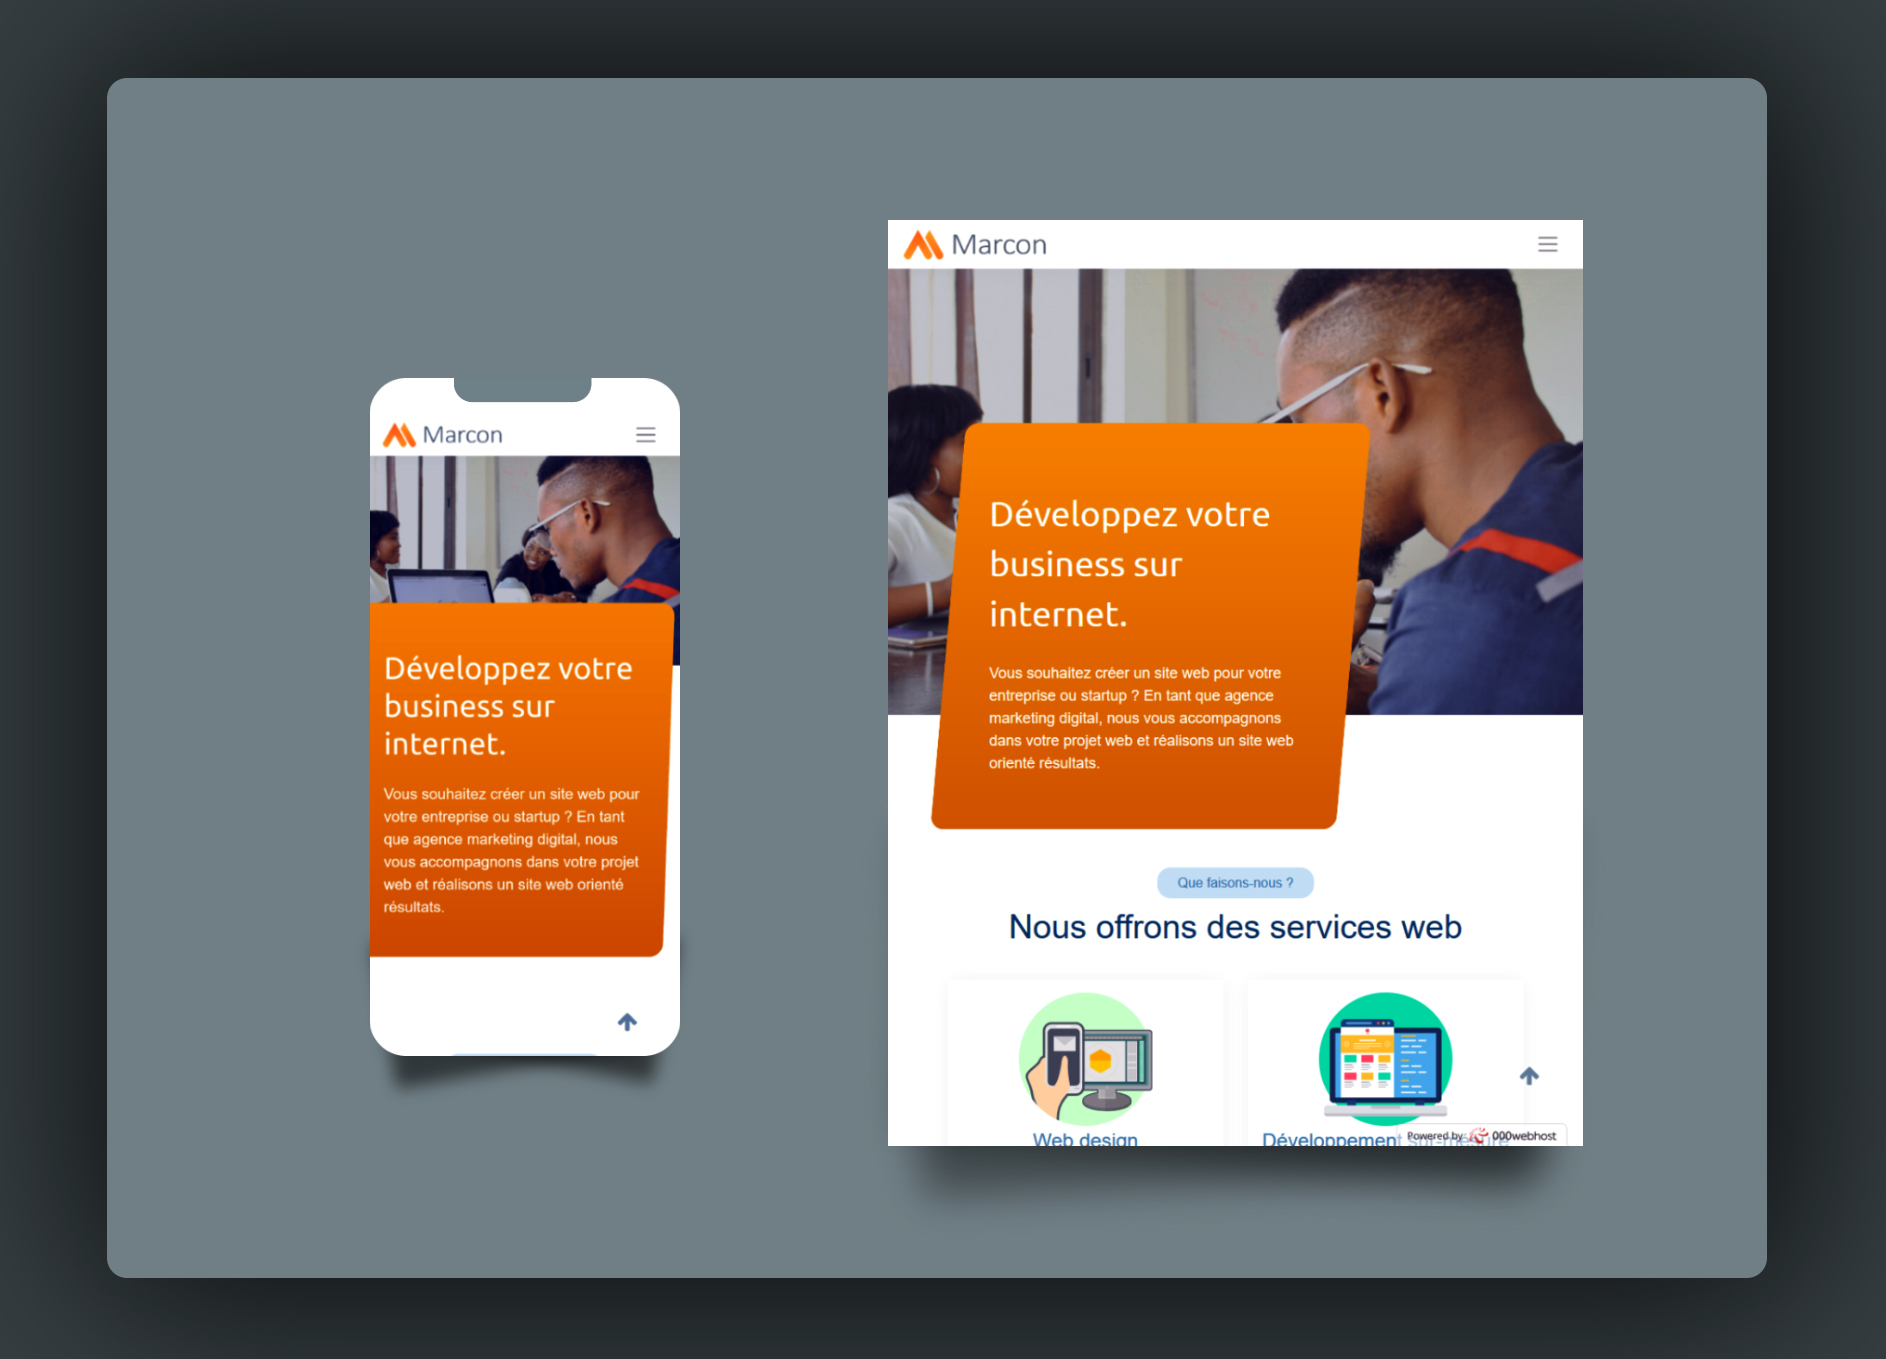 Marcon
Développez votre
business sur
internet.
Vous souhaitez créer un site web pour
votre entreprise ou startup ? En tant
que agence marketing digital, nous
vous accompagnons dans votre projet
web et réalisons un site web orienté
résultats.
Marcon
Développez votre
business sur
internet.
Vous souhaitez créer un site web pour votre
entreprise ou startup ? En tant que agence
marketing digital, nous vous accompagnons
dans votre projet web et réalisons un site web
orienté résultats.
Que faisons-nous ?
Nous offrons des services web
Web design
Développement sur-mesure
Powered by 000webhost